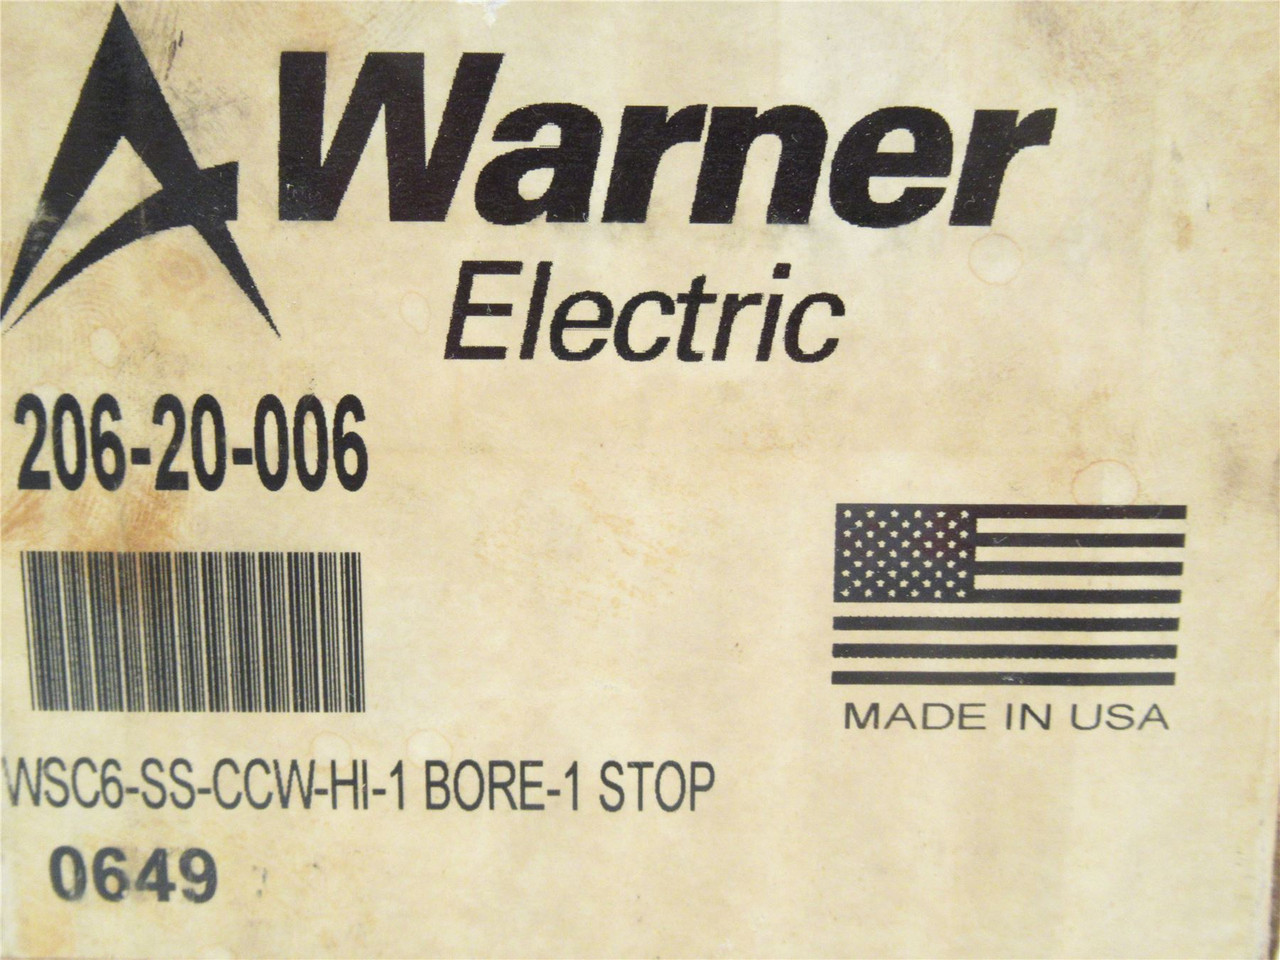 Warner
Electric
206-20-006
MADE IN USA
WSC6-SS-CCW-HI-1 BORE-1 STOP
0649